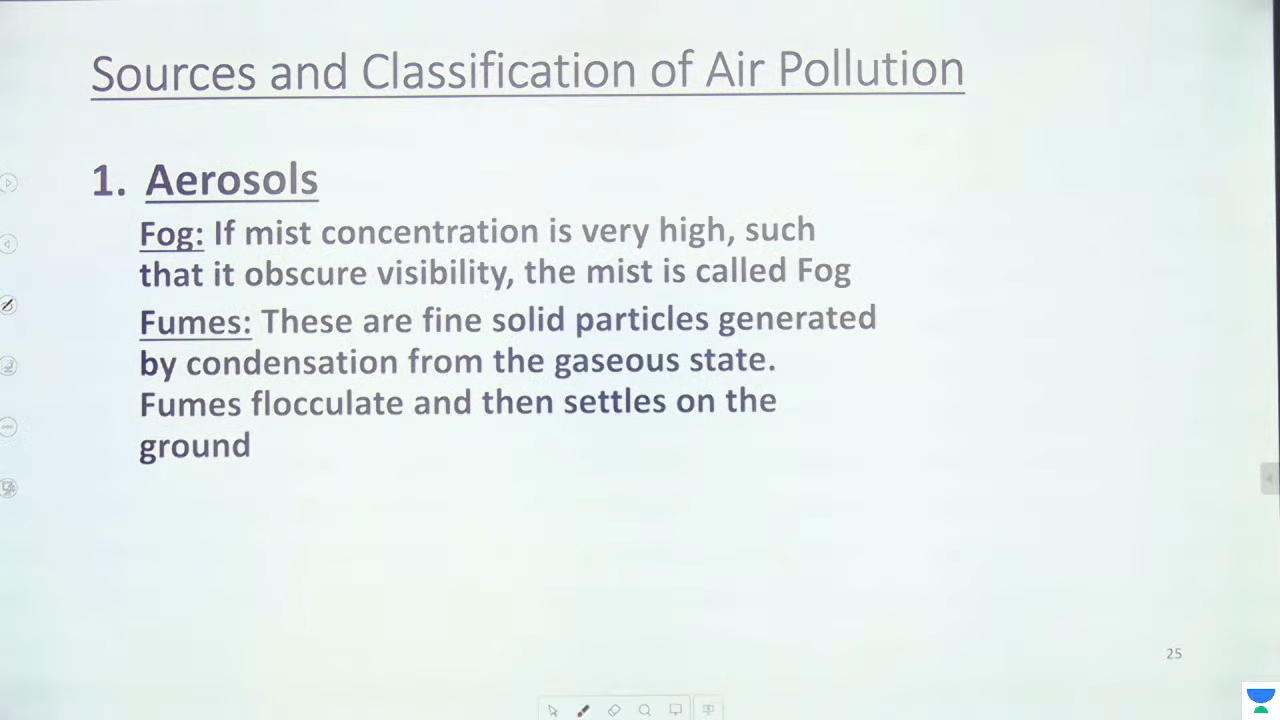 Sources and Classification of Air Pollution
1. Aerosols
Fog: If mist concentration is very high, such
that it obscure visibility, the mist is called Fog
Fumes: These are fine solid particles generated
by condensation from the gaseous state.
Fumes flocculate and then settles on the
ground
25